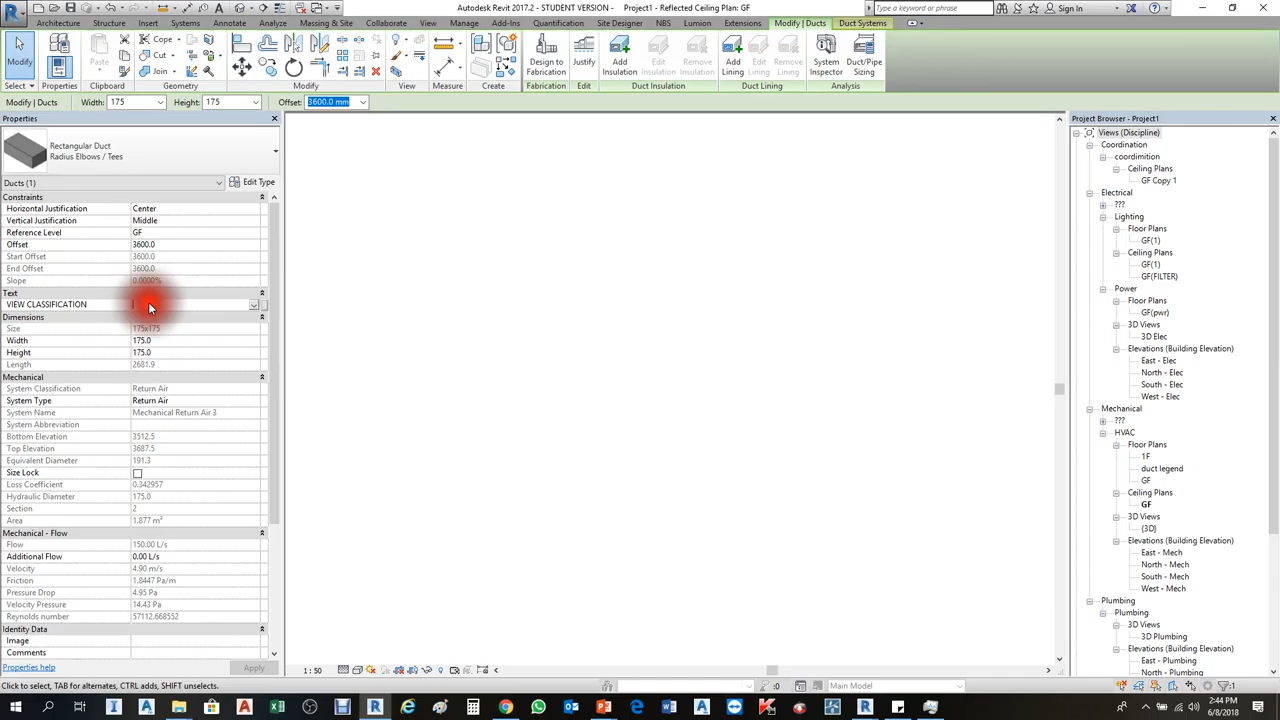 Autodesk Revit 2017.2 - STUDENT VERSION - Project1 - Reflected Ceiling Plan: GF
Type a keyword or phrase
Sign In
Architecture Structure Insert Systems Annotate Analyze Massing & Site Collaborate View Manage Add-Ins Quantification Site Designer NBS Lumion Extensions Modify | Ducts Duct Systems
Modify
Paste
Cope
Cut
Join
Design to Fabrication
Justify
Add Insulation
Edit Insulation
Remove Insulation
Add Lining
Edit Lining
Remove Lining
System Inspector
Duct/Pipe Sizing
Select Properties Clipboard Geometry Modify View Measure Create Fabrication Edit Duct Insulation Duct Lining Analysis
Modify | Ducts Width: 175 Height: 175 Offset: 3600.0 mm
Properties
Rectangular Duct
Radius Elbows / Tees
Ducts (1) Edit Type
Constraints
Horizontal Justification Center
Vertical Justification Middle
Reference Level GF
Offset 3600.0
Start Offset 3600.0
End Offset 3600.0
Slope 0.0000%
Text
VIEW CLASSIFICATION
Dimensions
Size 175x175
Width 175.0
Height 175.0
Length 2681.9
Mechanical
System Classification Return Air
System Type Return Air
System Name Mechanical Return Air 3
System Abbreviation
Bottom Elevation 3512.5
Top Elevation 3687.5
Equivalent Diameter 191.3
Size Lock
Loss Coefficient 0.342957
Hydraulic Diameter 175.0
Section 2
Area 1.877 m²
Mechanical - Flow
Flow 150.00 L/s
Additional Flow 0.00 L/s
Velocity 4.90 m/s
Friction 1.8447 Pa/m
Pressure Drop 4.95 Pa
Velocity Pressure 14.43 Pa
Reynolds number 57112.668552
Identity Data
Image
Comments
Properties help Apply
1 : 50
Project Browser - Project1
Views (Discipline)
Coordination
coordimition
Ceiling Plans
GF Copy 1
Electrical
???
Lighting
Floor Plans
GF(1)
Ceiling Plans
GF(1)
GF(FILTER)
Power
Floor Plans
GF(pwr)
3D Views
3D Elec
Elevations (Building Elevation)
East - Elec
North - Elec
South - Elec
West - Elec
Mechanical
???
HVAC
Floor Plans
1F
duct legend
GF
Ceiling Plans
GF
3D Views
{3D}
Elevations (Building Elevation)
East - Mech
North - Mech
South - Mech
West - Mech
Plumbing
Plumbing
3D Views
3D Plumbing
Elevations (Building Elevation)
East - Plumbing
North - Plumbing
Click to select, TAB for alternates, CTRL adds, SHIFT unselects.
:0
Main Model
:1
2:44 PM
6/8/2018